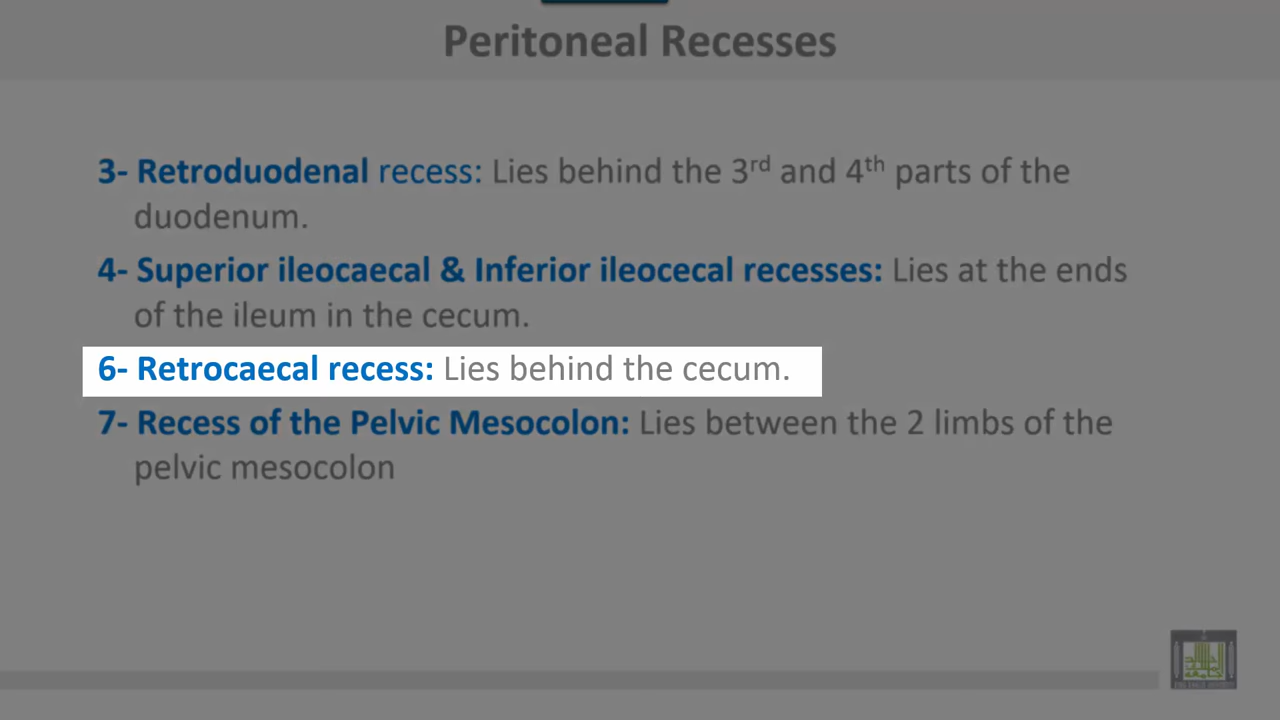 Peritoneal Recesses
3- Retroduodenal recess: Lies behind the 3rd and 4th parts of the
duodenum.
4- Superior ileocaecal & Inferior ileocecal recesses: Lies at the ends
of the ileum in the cecum.
6- Retrocaecal recess: Lies behind the cecum.
7- Recess of the Pelvic Mesocolon: Lies between the 2 limbs of the
pelvic mesocolon